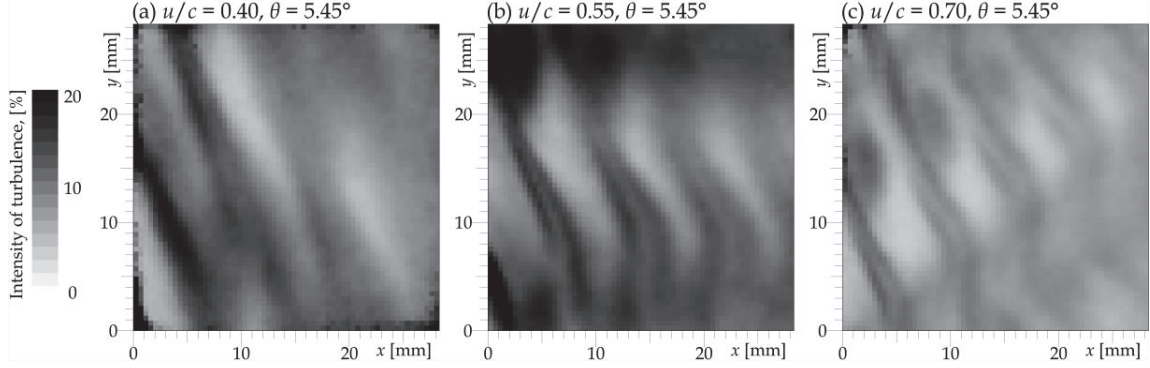 (a) u/c = 0.40, θ = 5.45°
(b) u/c = 0.55, θ = 5.45°
(c) u/c = 0.70, θ = 5.45°
Intensity of turbulence, [%]
20
10
0
y [mm]
20
10
0
0
10
20
x [mm]
y [mm]
20
10
0
0
10
20
x [mm]
y [mm]
20
10
0
0
10
20
x [mm]